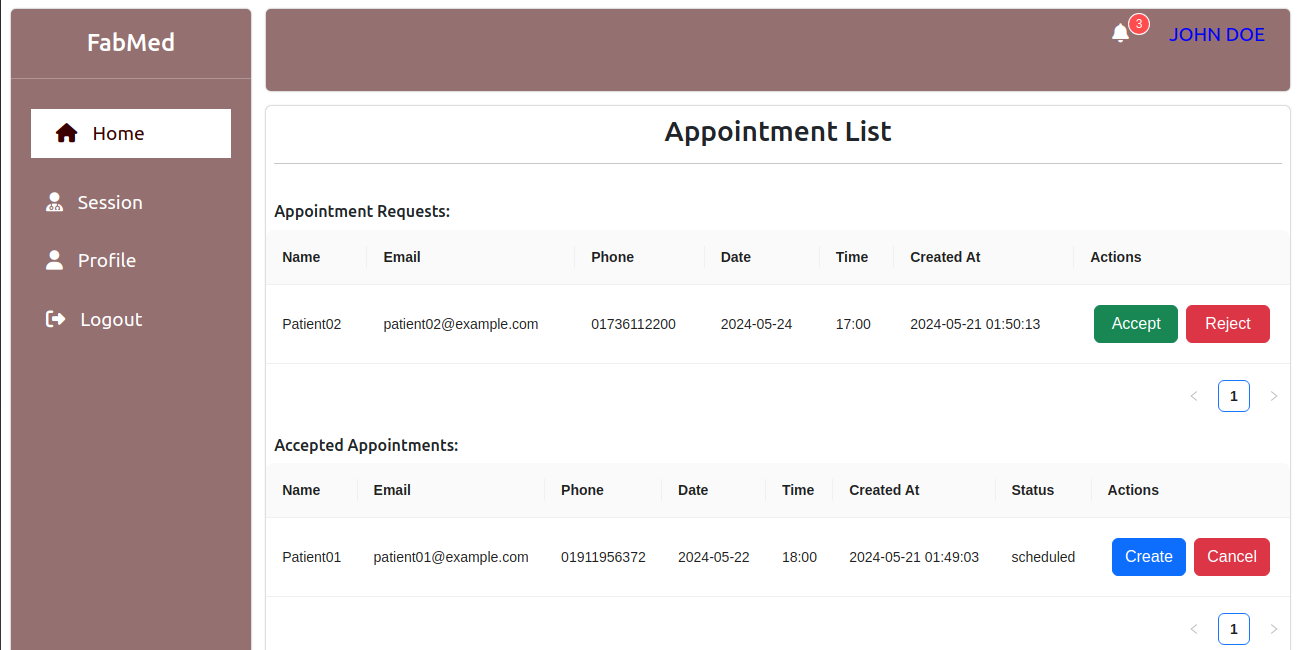 FabMed
3
JOHN DOE
Home
Session
Profile
Logout
Appointment List
Appointment Requests:
Name Email Phone Date Time Created At Actions
Patient02 patient02@example.com 01736112200 2024-05-24 17:00 2024-05-21 01:50:13 Accept Reject
< 1 >
Accepted Appointments:
Name Email Phone Date Time Created At Status Actions
Patient01 patient01@example.com 01911956372 2024-05-22 18:00 2024-05-21 01:49:03 scheduled Create Cancel
< 1 >